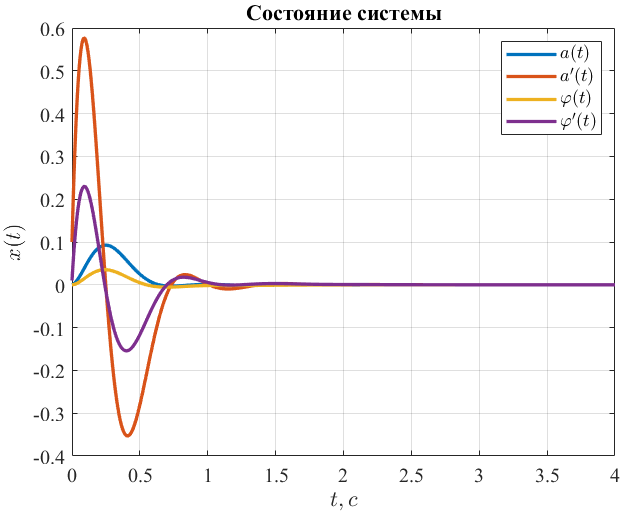 Состояние системы
a(t)
a′(t)
φ(t)
φ′(t)
0.6
0.5
0.4
0.3
0.2
0.1
0
-0.1
-0.2
-0.3
-0.4
x(t)
0 0.5 1 1.5 2 2.5 3 3.5 4
t, c